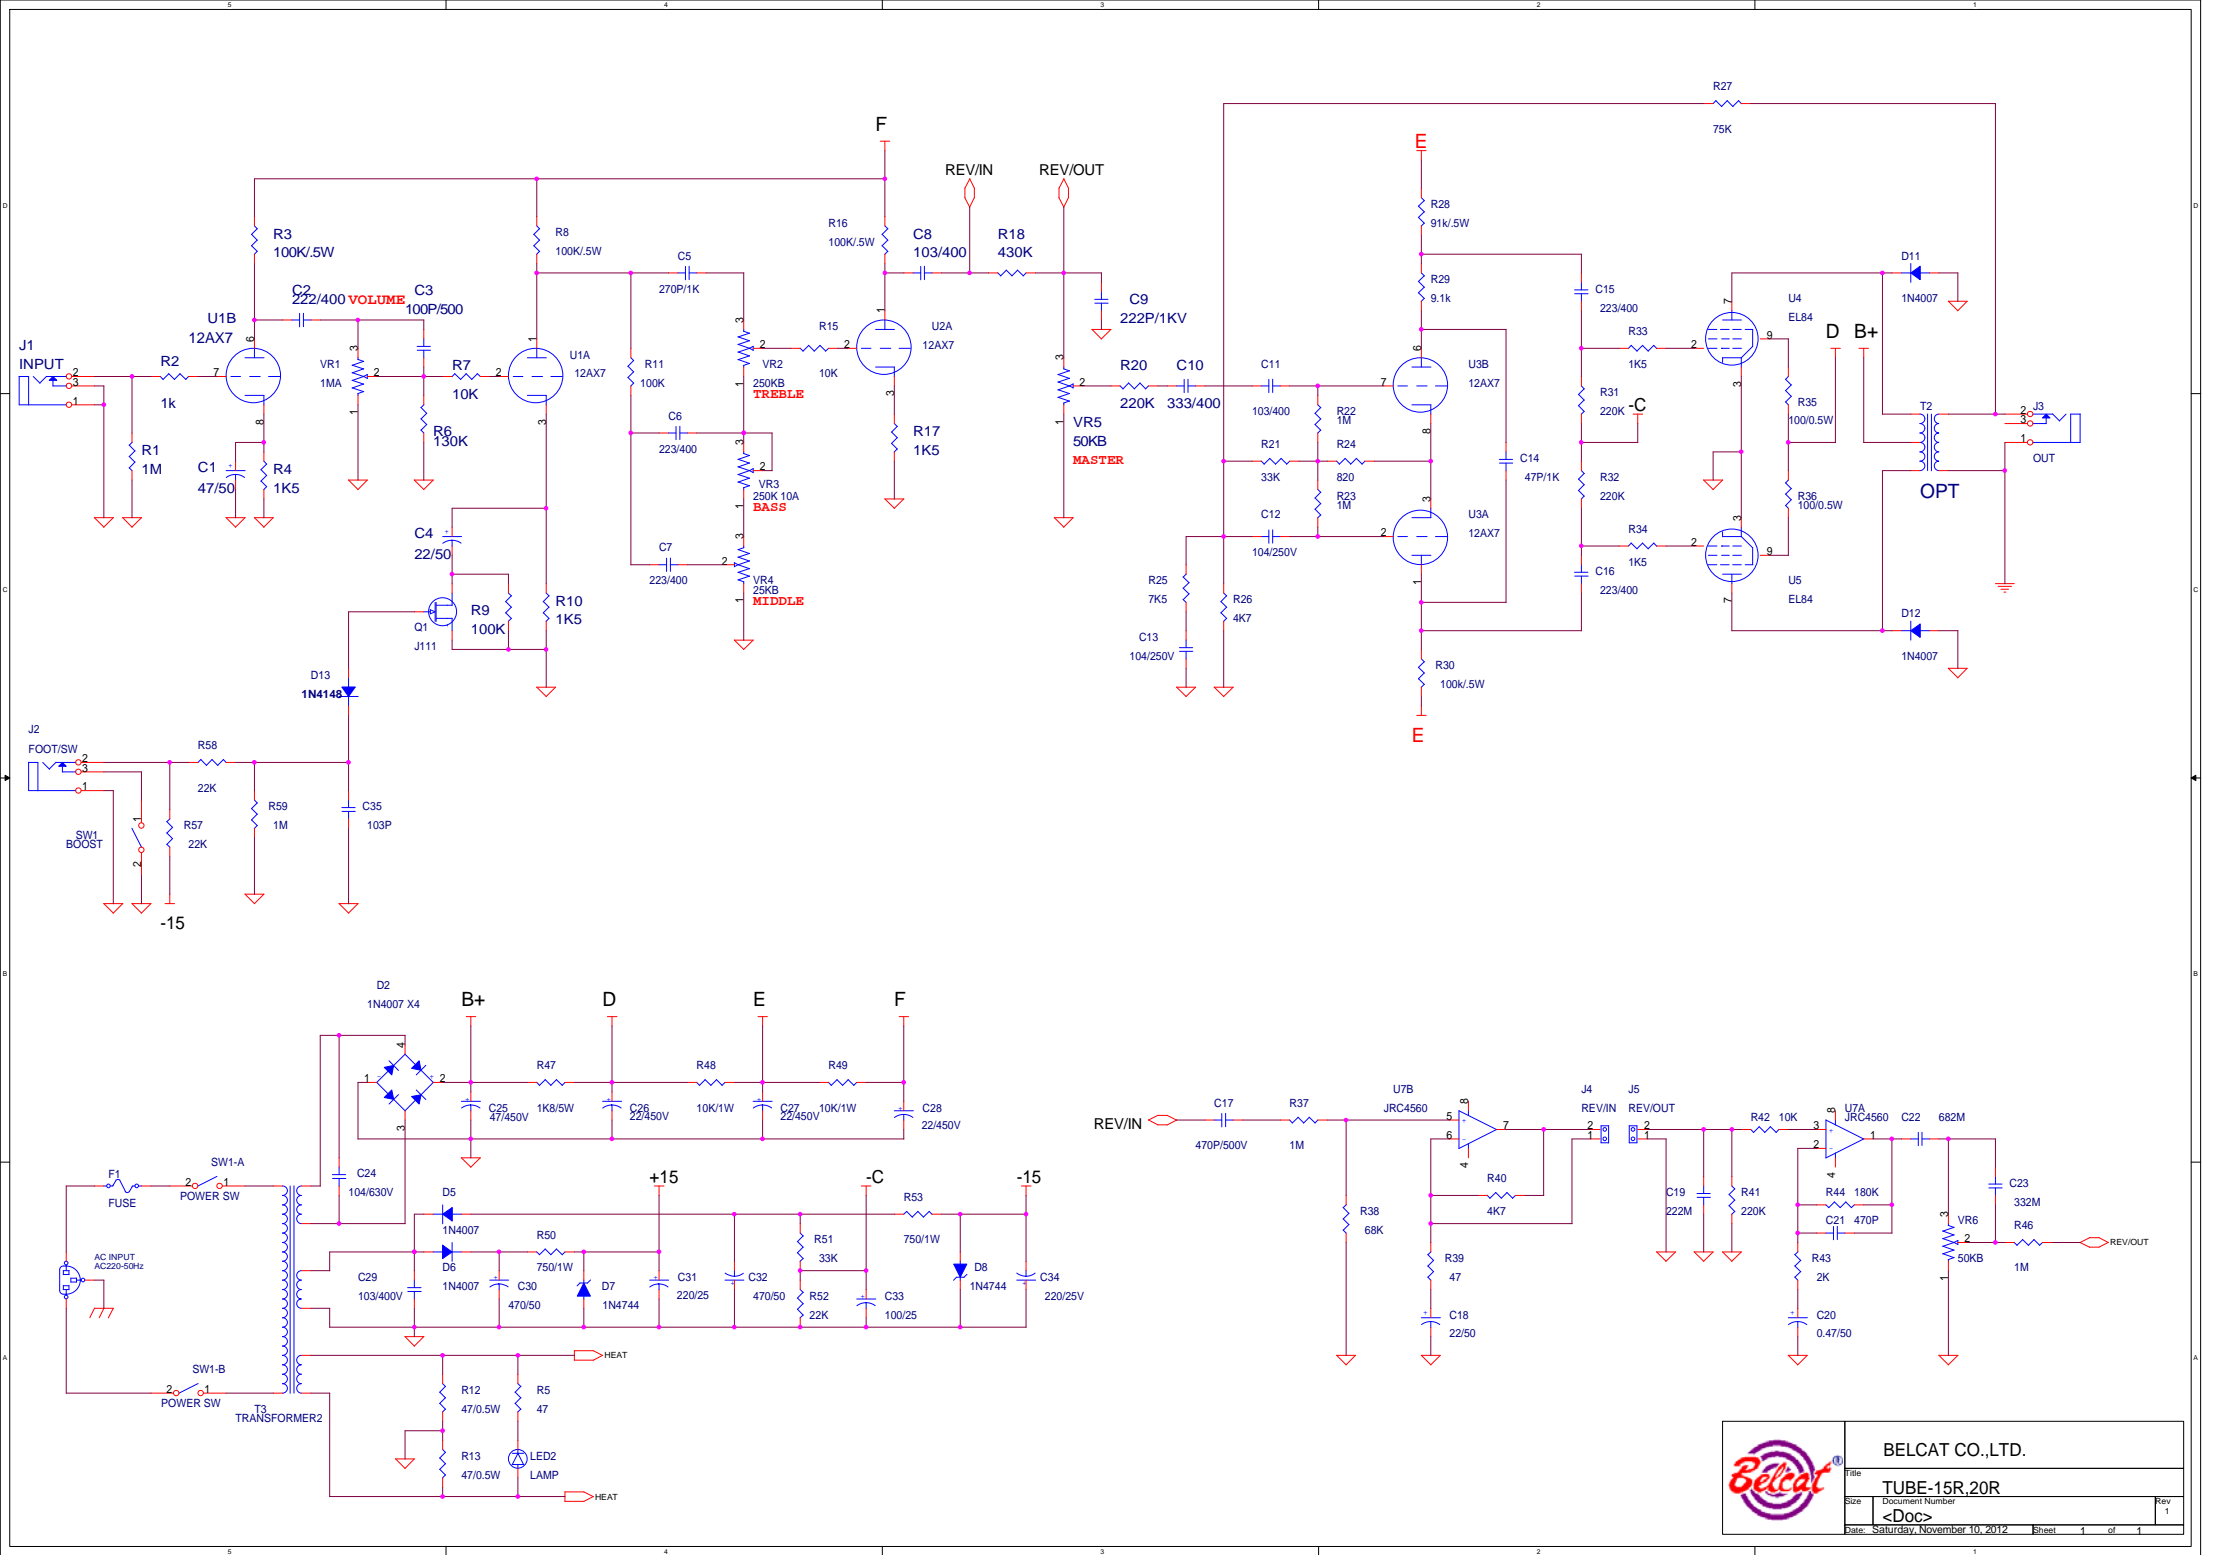 5 4 3 2 1
D
C
B
A
F
REV/IN
REV/OUT
R27
75K
E
R28
91k/.5W
R3
100K/.5W
R8
100K/.5W
R16
100K/.5W
C8
103/400
R18
430K
R29
9.1k
C5
270P/1K
C2
222/400
VOLUME
C3
100P/500
C9
222P/1KV
C15
223/400
D11
1N4007
U4
EL84
D
B+
U1B
12AX7
J1
INPUT
R2
1k
VR1
1MA
R7
10K
U1A
12AX7
R11
100K
VR2
250KB
TREBLE
R15
10K
U2A
12AX7
R20
220K
C10
333/400
C11
103/400
U3B
12AX7
R33
1K5
R31
220K
-C
R35
100/0.5W
T2
OPT
J3
OUT
R1
1M
C1
47/50
R4
1K5
R6
130K
C6
223/400
VR3
250K 10A
BASS
R17
1K5
VR5
50KB
MASTER
R22
1M
R21
33K
R24
820
R23
1M
C14
47P/1K
R32
220K
R36
100/0.5W
C4
22/50
C7
223/400
VR4
25KB
MIDDLE
C12
104/250V
U3A
12AX7
R34
1K5
C16
223/400
U5
EL84
R9
100K
R10
1K5
Q1
J111
R25
7K5
R26
4K7
C13
104/250V
R30
100k/.5W
E
D12
1N4007
D13
1N4148
J2
FOOT/SW
R58
22K
R59
1M
C35
103P
SW1
BOOST
R57
22K
-15
D2
1N4007 X4
B+
D
E
F
R47
1K8/5W
R48
10K/1W
R49
10K/1W
C25
47/450V
C26
22/450V
C27
22/450V
C28
22/450V
F1
FUSE
SW1-A
POWER SW
C24
104/630V
AC INPUT
AC220-50Hz
D5
1N4007
D6
1N4007
+15
-C
-15
R50
750/1W
R51
33K
R53
750/1W
C29
103/400V
C30
470/50
D7
1N4744
C31
220/25
C32
470/50
R52
22K
C33
100/25
D8
1N4744
C34
220/25V
SW1-B
POWER SW
T3
TRANSFORMER2
HEAT
R12
47/0.5W
R5
47
R13
47/0.5W
LED2
LAMP
HEAT
REV/IN
C17
470P/500V
R37
1M
R38
68K
U7B
JRC4560
R40
4K7
R39
47
C18
22/50
J4
REV/IN
J5
REV/OUT
C19
222M
R41
220K
R42 10K
U7A
JRC4560
C22 682M
R44 180K
C21 470P
R43
2K
C20
0.47/50
C23
332M
VR6
50KB
R46
1M
REV/OUT
Belcat ®
BELCAT CO.,LTD.
Title
TUBE-15R,20R
Size
Document Number
<Doc>
Rev
1
Date: Saturday, November 10, 2012
Sheet 1 of 1
5 4 3 2 1